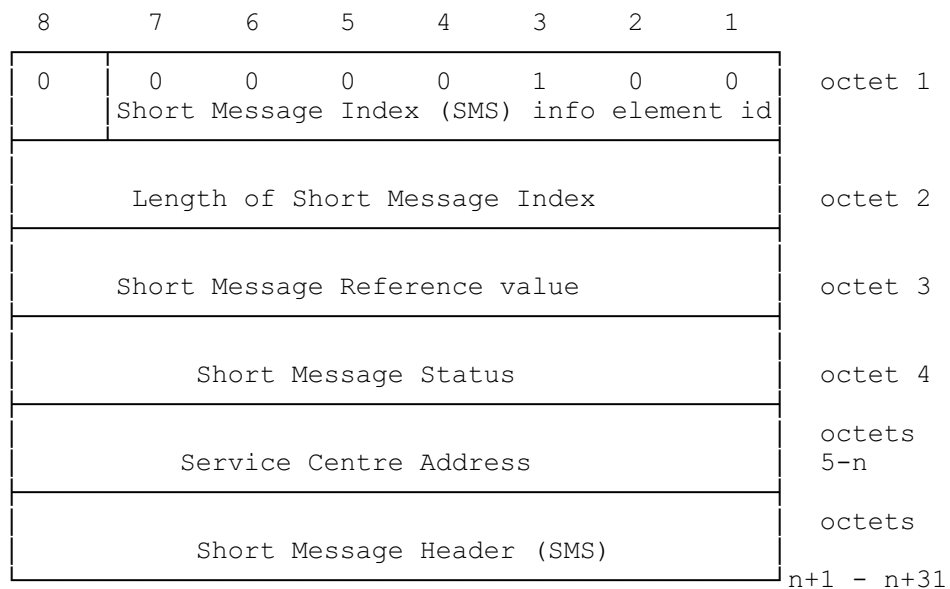 8 7 6 5 4 3 2 1
0 0 0 0 0 1 0 0 octet 1
Short Message Index (SMS) info element id
Length of Short Message Index octet 2
Short Message Reference value octet 3
Short Message Status octet 4
octets
Service Centre Address 5-n
octets
Short Message Header (SMS)
n+1 - n+31